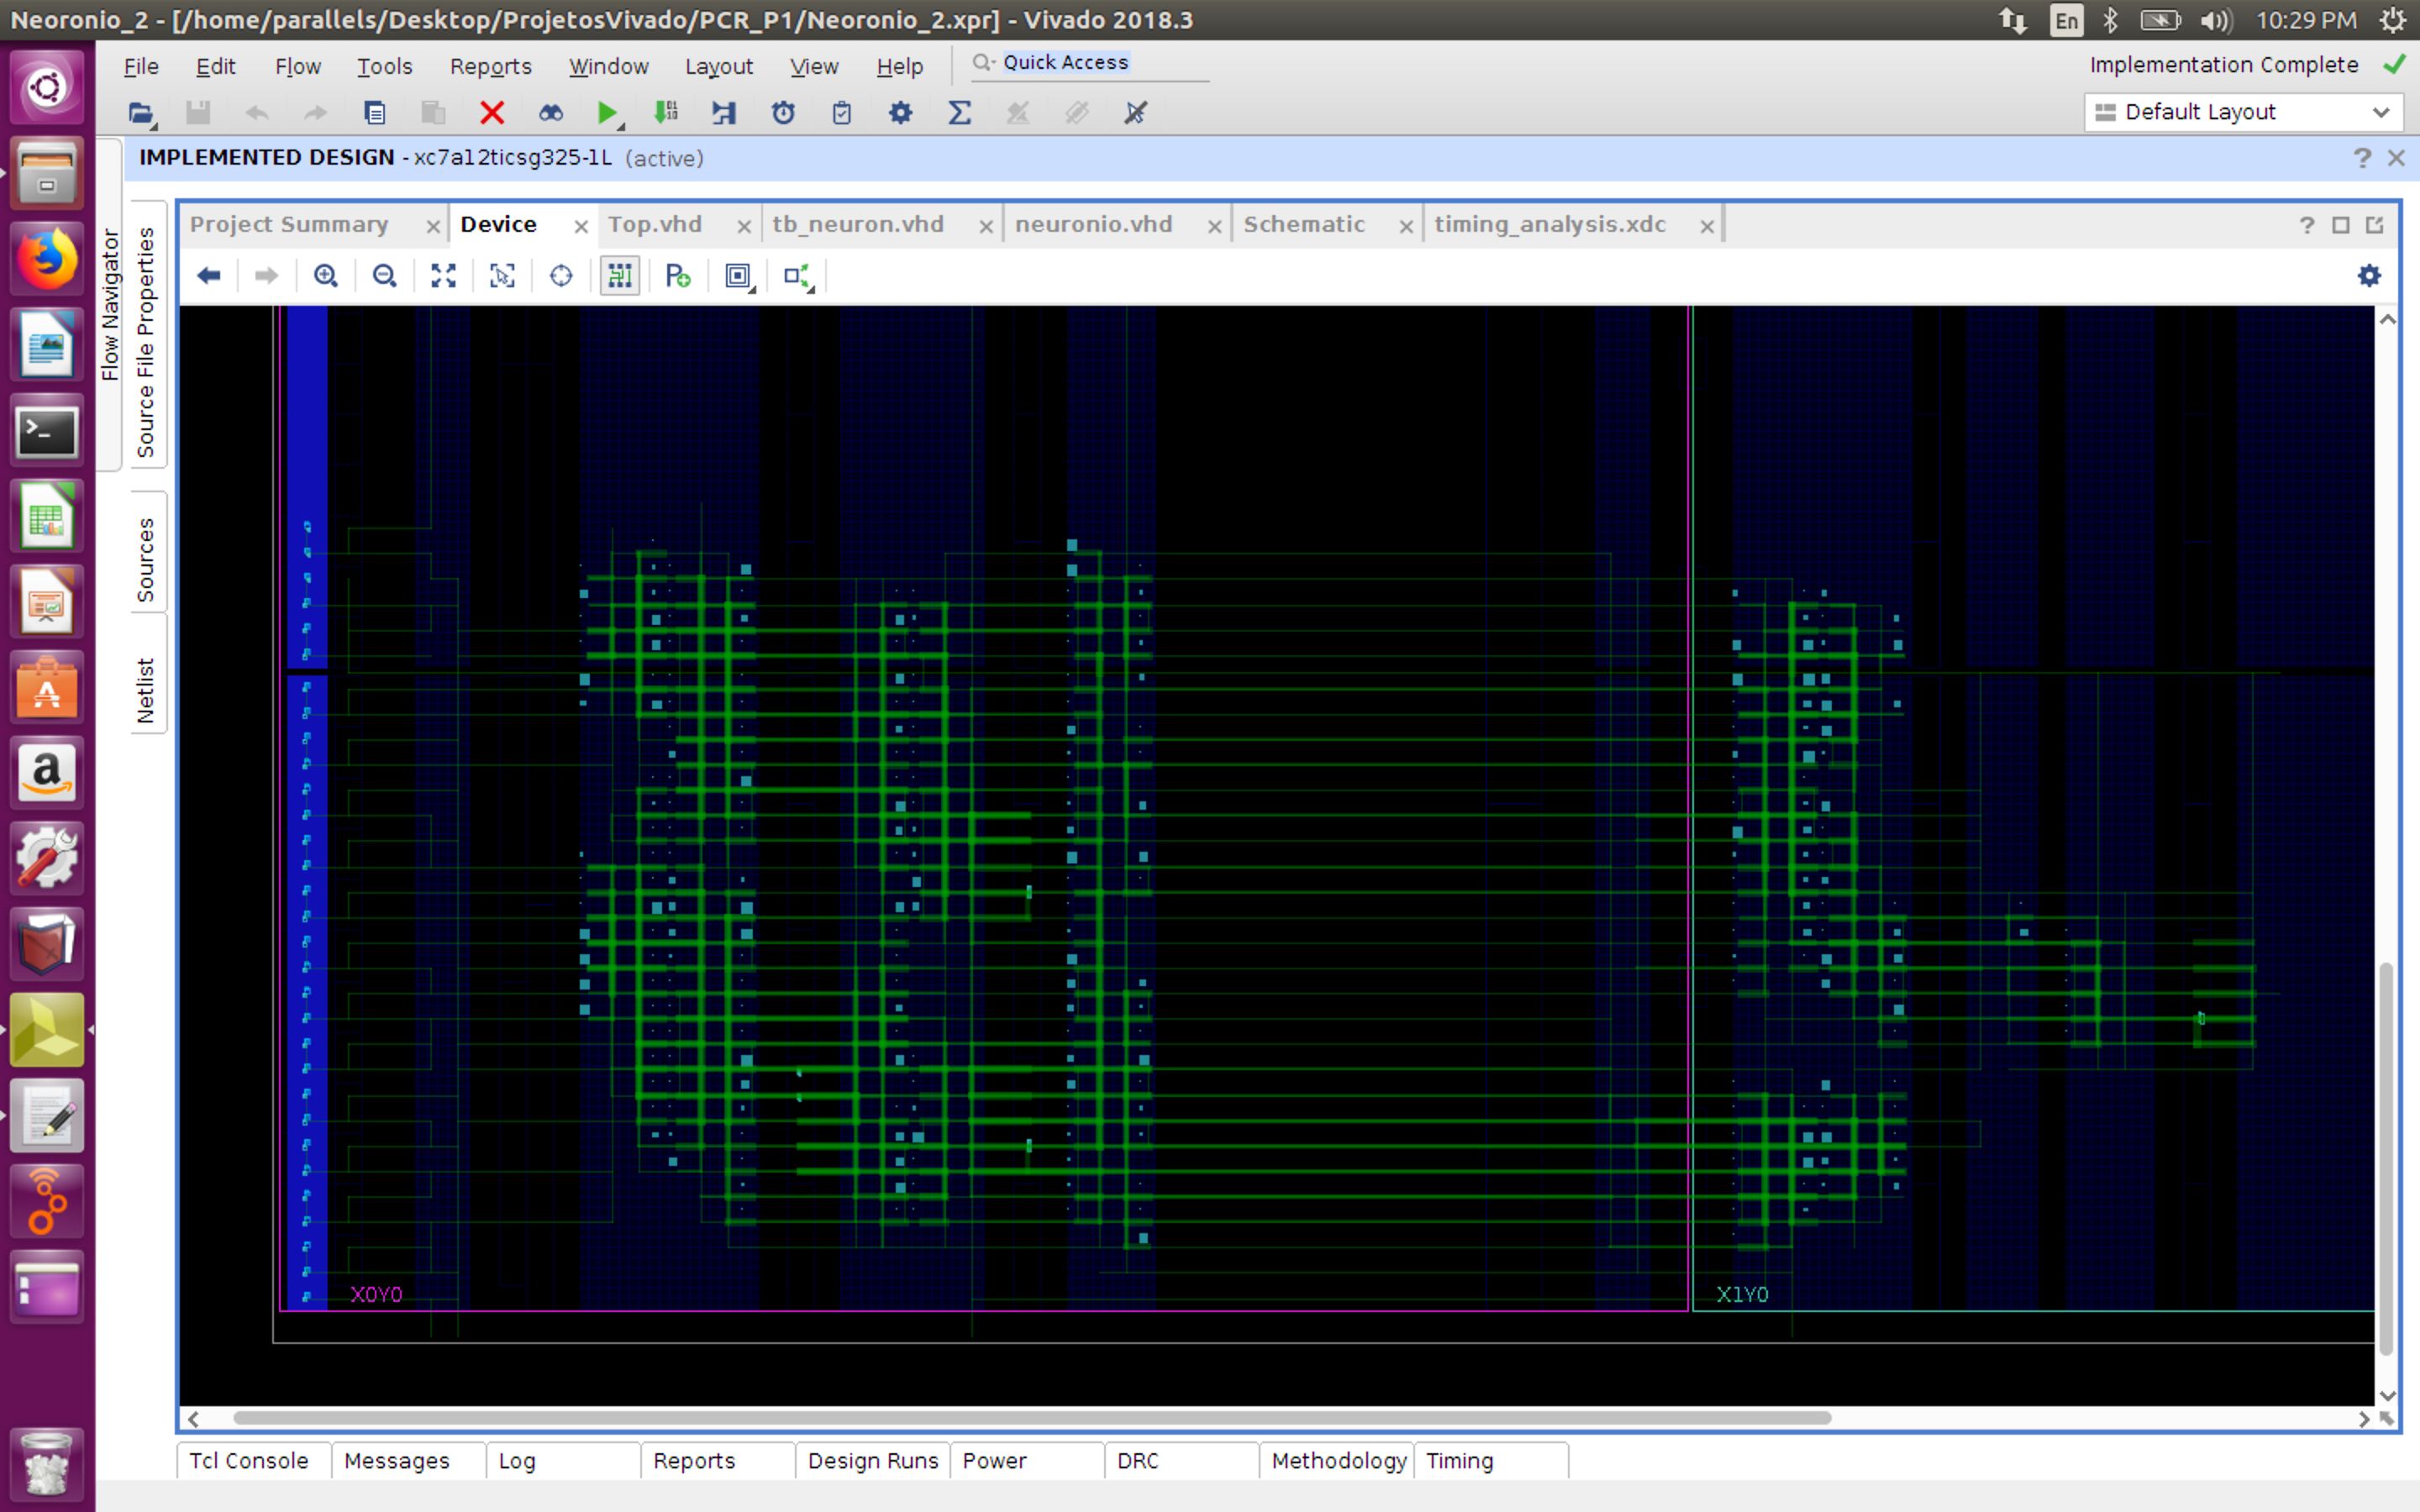 Neoronio_2 - [/home/parallels/Desktop/ProjetosVivado/PCR_P1/Neoronio_2.xpr] - Vivado 2018.3
En
10:29 PM
File Edit Flow Tools Reports Window Layout View Help
Quick Access
Implementation Complete
Default Layout
IMPLEMENTED DESIGN - xc7a12ticsg325-1L (active)
Flow Navigator
Source File Properties
Sources
Netlist
Project Summary Device Top.vhd tb_neuron.vhd neuronio.vhd Schematic timing_analysis.xdc
X0Y0
X1Y0
Tcl Console Messages Log Reports Design Runs Power DRC Methodology Timing